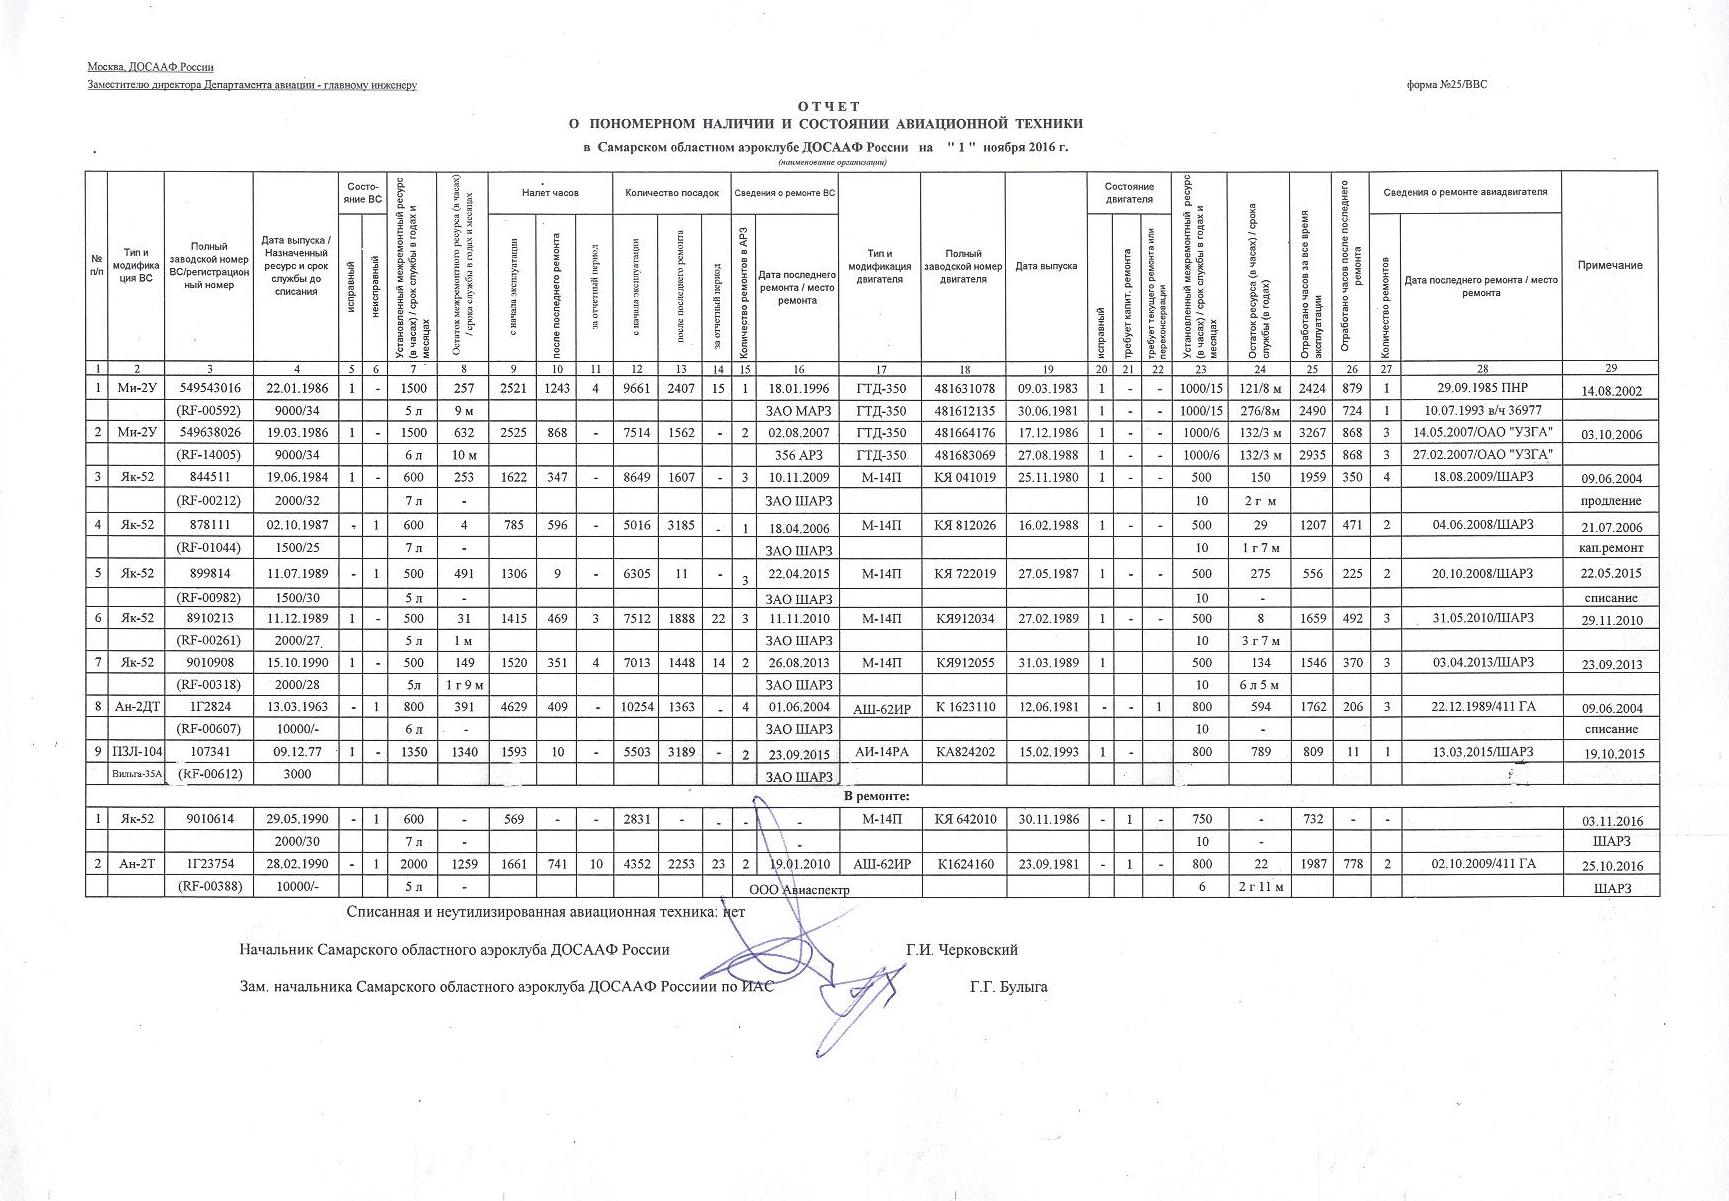 Москва, ДОСААФ России
Заместителю директора Департамента авиации - главному инженеру
форма №25/ВВС
О Т Ч Е Т
О ПОНОМЕРНОМ НАЛИЧИИ И СОСТОЯНИИ АВИАЦИОННОЙ ТЕХНИКИ
в Самарском областном аэроклубе ДОСААФ России на " 1 " ноября 2016 г.
(наименование организации)
№ п/п
Тип и модифика ция ВС
Полный заводской номер ВС/регистрацион ный номер
Дата выпуска / Назначенный ресурс и срок службы до списания
Состо- яние ВС
исправный
неисправный
Установленный межремонтный ресурс (в часах) / срок службы в годах и месяцах
Остаток межремонтного ресурса (в часах) / срока службы в годах и месяцах)
Налет часов
с начала эксплуатации
после последнего ремонта
за отчетный период
Количество посадок
с начала эксплуатации
после последнего ремонта
за отчетный период
Сведения о ремонте ВС
Количество ремонтов в АРЗ
Дата последнего ремонта / место ремонта
Тип и модификация двигателя
Полный заводской номер двигателя
Дата выпуска
Состояние двигателя
исправный
требует капит. ремонта
требует текущего ремонта или переконсервации
Установленный межремонтный ресурс (в часах) / срок службы в годах и месяцах
Остаток ресурса (в часах) / срока службы (в годах)
Отработано часов за все время эксплуатации
Отработано часов после последнего ремонта
Сведения о ремонте авиадвигателя
Количество ремонтов
Дата последнего ремонта / место ремонта
Примечание
1 2 3 4 5 6 7 8 9 10 11 12 13 14 15 16 17 18 19 20 21 22 23 24 25 26 27 28 29
1 Ми-2У 549543016 22.01.1986 1 - 1500 257 2521 1243 4 9661 2407 15 1 18.01.1996 ГТД-350 481631078 09.03.1983 1 - - 1000/15 121/8 м 2424 879 1 29.09.1985 ПНР 14.08.2002
(RF-00592) 9000/34 5 л 9 м ЗАО МАРЗ ГТД-350 481612135 30.06.1981 1 - - 1000/15 276/8м 2490 724 1 10.07.1993 в/ч 36977
2 Ми-2У 549638026 19.03.1986 1 - 1500 632 2525 868 - 7514 1562 - 2 02.08.2007 ГТД-350 481664176 17.12.1986 1 - - 1000/6 132/3 м 3267 868 3 14.05.2007/ОАО "УЗГА" 03.10.2006
(RF-14005) 9000/34 6 л 10 м 356 АРЗ ГТД-350 481683069 27.08.1988 1 - - 1000/6 132/3 м 2935 868 3 27.02.2007/ОАО "УЗГА"
3 Як-52 844511 19.06.1984 1 - 600 253 1622 347 - 8649 1607 - 3 10.11.2009 М-14П КЯ 041019 25.11.1980 1 - - 500 150 1959 350 4 18.08.2009/ШАРЗ 09.06.2004
(RF-00212) 2000/32 7 л - ЗАО ШАРЗ 10 2 г м продление
4 Як-52 878111 02.10.1987 - 1 600 4 785 596 - 5016 3185 - 1 18.04.2006 М-14П КЯ 812026 16.02.1988 1 - - 500 29 1207 471 2 04.06.2008/ШАРЗ 21.07.2006
(RF-01044) 1500/25 7 л - ЗАО ШАРЗ 10 1 г 7 м кап.ремонт
5 Як-52 899814 11.07.1989 - 1 500 491 1306 9 - 6305 11 - 3 22.04.2015 М-14П КЯ 722019 27.05.1987 1 - - 500 275 556 225 2 20.10.2008/ШАРЗ 22.05.2015
(RF-00982) 1500/30 5 л - ЗАО ШАРЗ 10 - списание
6 Як-52 8910213 11.12.1989 1 - 500 31 1415 469 3 7512 1888 22 3 11.11.2010 М-14П КЯ912034 27.02.1989 1 - - 500 8 1659 492 3 31.05.2010/ШАРЗ 29.11.2010
(RF-00261) 2000/27 5 л 1 м ЗАО ШАРЗ 10 3 г 7 м
7 Як-52 9010908 15.10.1990 1 - 500 149 1520 351 4 7013 1448 14 2 26.08.2013 М-14П КЯ912055 31.03.1989 1 500 134 1546 370 3 03.04.2013/ШАРЗ 23.09.2013
(RF-00318) 2000/28 5л 1 г 9 м ЗАО ШАРЗ 10 6 л 5 м
8 Ан-2ДТ 1Г2824 13.03.1963 - 1 800 391 4629 409 - 10254 1363 - 4 01.06.2004 АШ-62ИР К 1623110 12.06.1981 - - 1 800 594 1762 206 3 22.12.1989/411 ГА 09.06.2004
(RF-00607) 10000/- 6 л - ЗАО ШАРЗ 10 - списание
9 ПЗЛ-104 107341 09.12.77 1 - 1350 1340 1593 10 - 5503 3189 - 2 23.09.2015 АИ-14РА КА824202 15.02.1993 1 - 800 789 809 11 1 13.03.2015/ШАРЗ 19.10.2015
Вильга-35А (RF-00612) 3000 ЗАО ШАРЗ
В ремонте:
1 Як-52 9010614 29.05.1990 - 1 600 - 569 - - 2831 - - - - М-14П КЯ 642010 30.11.1986 - 1 - 750 - 732 - - 03.11.2016
2000/30 7 л - - 10 - ШАРЗ
2 Ан-2Т 1Г23754 28.02.1990 - 1 2000 1259 1661 741 10 4352 2253 23 2 19.01.2010 АШ-62ИР К1624160 23.09.1981 - 1 - 800 22 1987 778 2 02.10.2009/411 ГА 25.10.2016
(RF-00388) 10000/- 5 л - ООО Авиаспектр 6 2 г 11 м ШАРЗ
Списанная и неутилизированная авиационная техника: нет
Начальник Самарского областного аэроклуба ДОСААФ России Г.И. Черковский
Зам. начальника Самарского областного аэроклуба ДОСААФ Росиии по ИАС Г.Г. Булыга